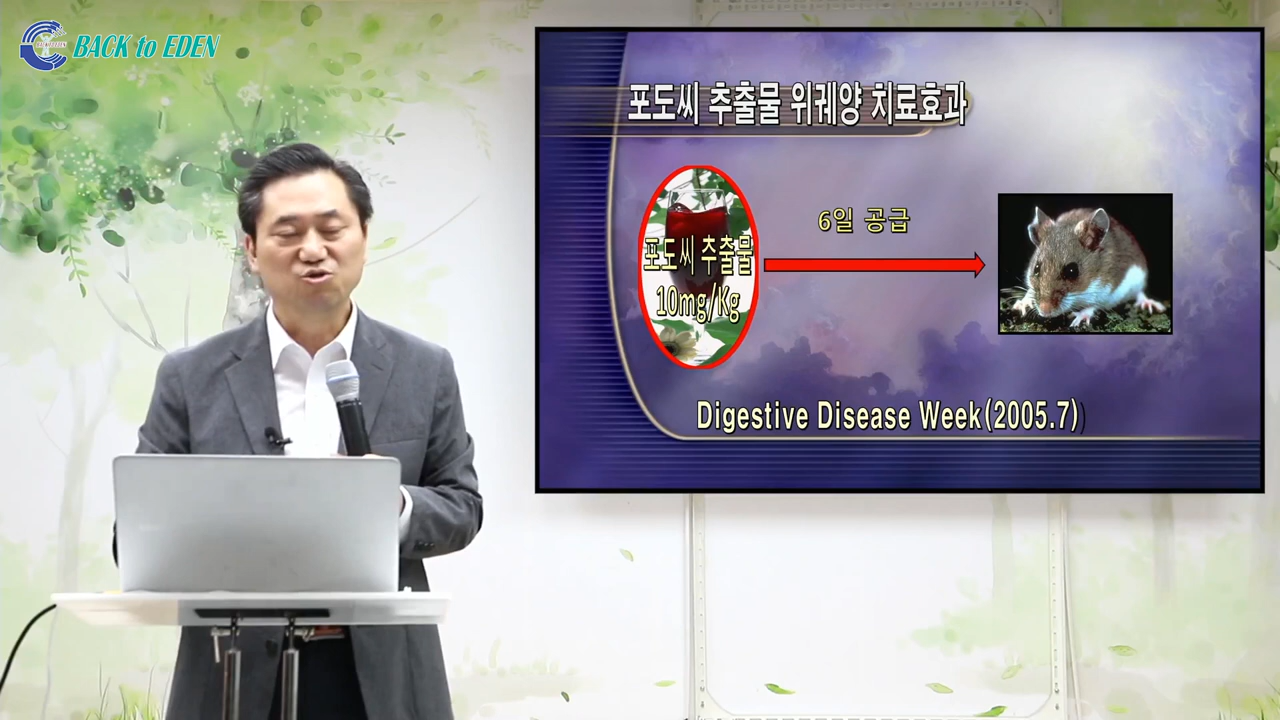 BACK to EDEN
포도씨 추출물 위궤양 치료효과
6일 공급
포도씨 추출물
10mg/Kg
Digestive Disease Week(2005.7)